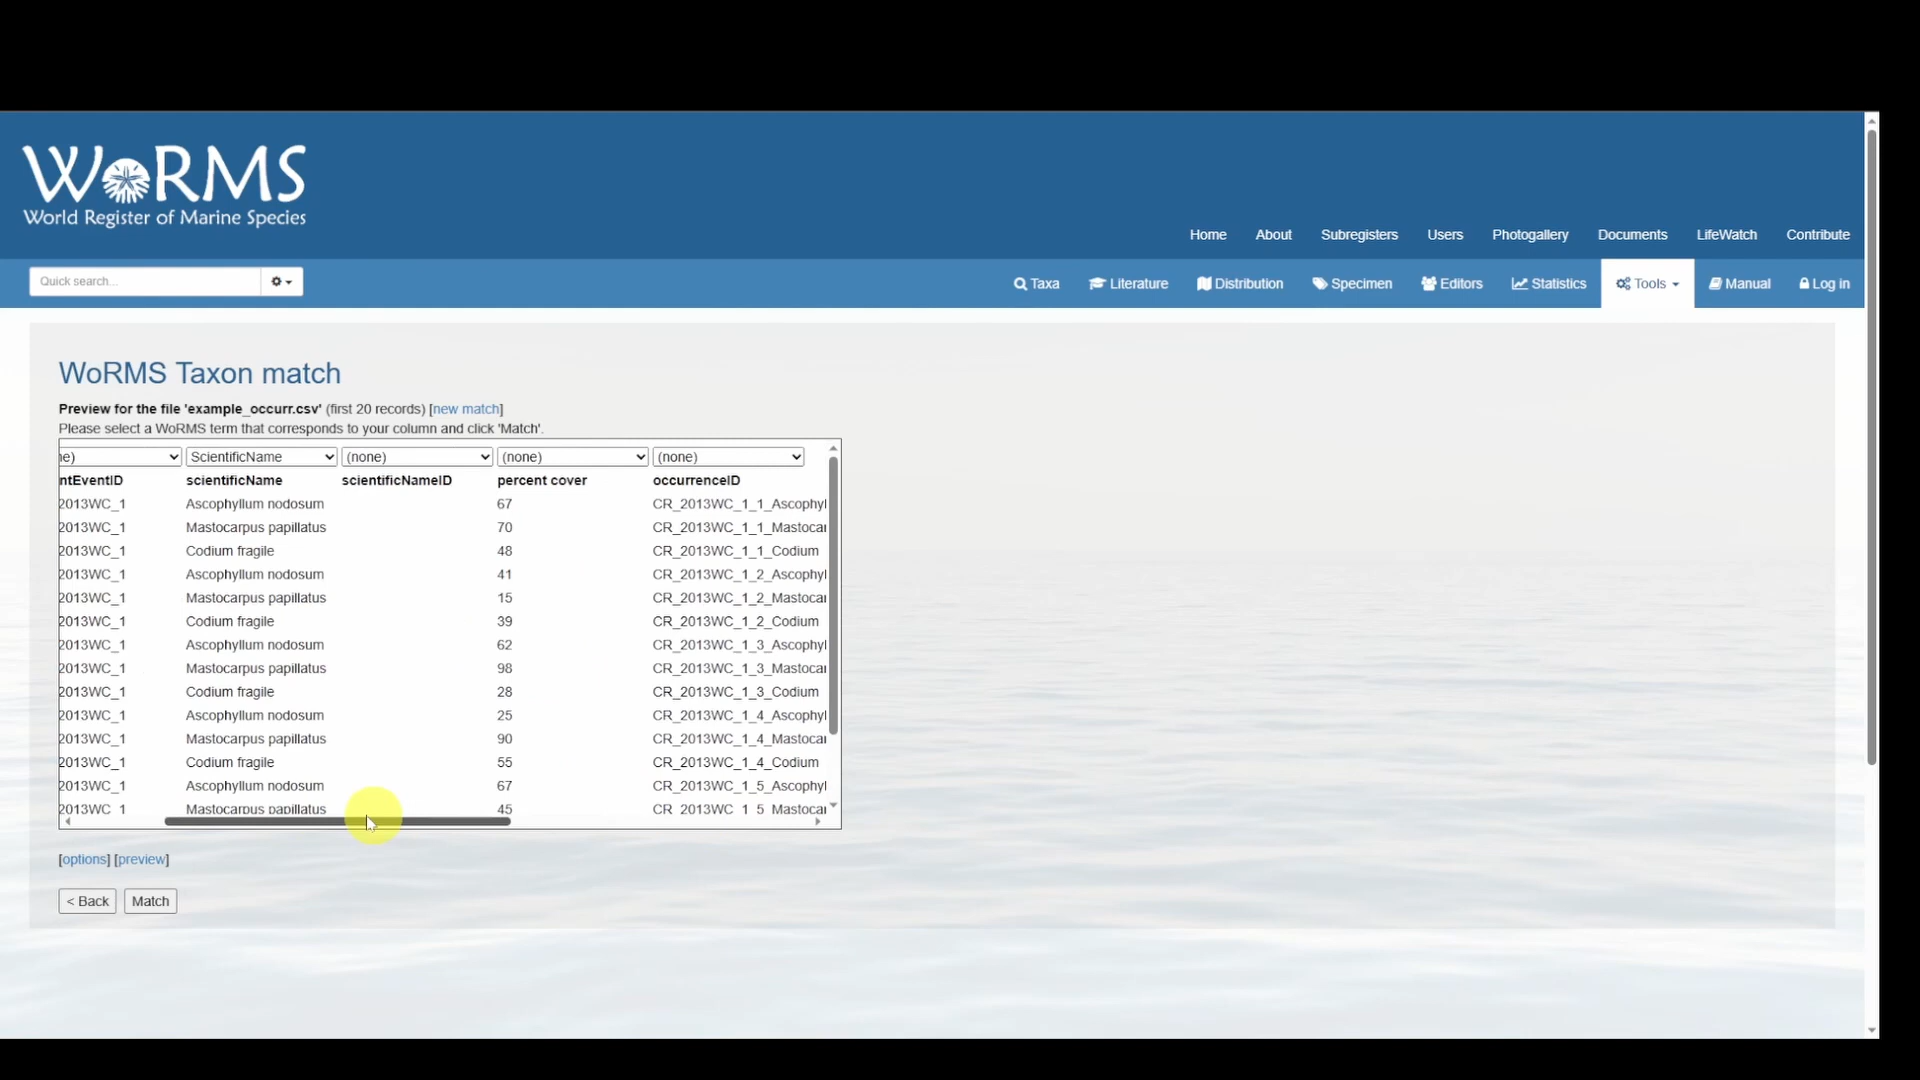 WoRMS
World Register of Marine Species
Home About Subregisters Users Photogallery Documents LifeWatch Contribute
Quick search... Taxa Literature Distribution Specimen Editors Statistics Tools Manual Log in
WoRMS Taxon match
Preview for the file 'example_occurr.csv' (first 20 records) [new match]
Please select a WoRMS term that corresponds to your column and click 'Match'.
ne) ScientificName (none) (none) (none)
ntEventID scientificName scientificNameID percent cover occurrenceID
2013WC_1 Ascophyllum nodosum 67 CR_2013WC_1_1_Ascophyl
2013WC_1 Mastocarpus papillatus 70 CR_2013WC_1_1_Mastocar
2013WC_1 Codium fragile 48 CR_2013WC_1_1_Codium
2013WC_1 Ascophyllum nodosum 41 CR_2013WC_1_2_Ascophyl
2013WC_1 Mastocarpus papillatus 15 CR_2013WC_1_2_Mastocar
2013WC_1 Codium fragile 39 CR_2013WC_1_2_Codium
2013WC_1 Ascophyllum nodosum 62 CR_2013WC_1_3_Ascophyl
2013WC_1 Mastocarpus papillatus 98 CR_2013WC_1_3_Mastocar
2013WC_1 Codium fragile 28 CR_2013WC_1_3_Codium
2013WC_1 Ascophyllum nodosum 25 CR_2013WC_1_4_Ascophyl
2013WC_1 Mastocarpus papillatus 90 CR_2013WC_1_4_Mastocar
2013WC_1 Codium fragile 55 CR_2013WC_1_4_Codium
2013WC_1 Ascophyllum nodosum 67 CR_2013WC_1_5_Ascophyl
2013WC_1 Mastocarpus papillatus 45 CR_2013WC_1_5_Mastocar
[options] [preview]
< Back Match